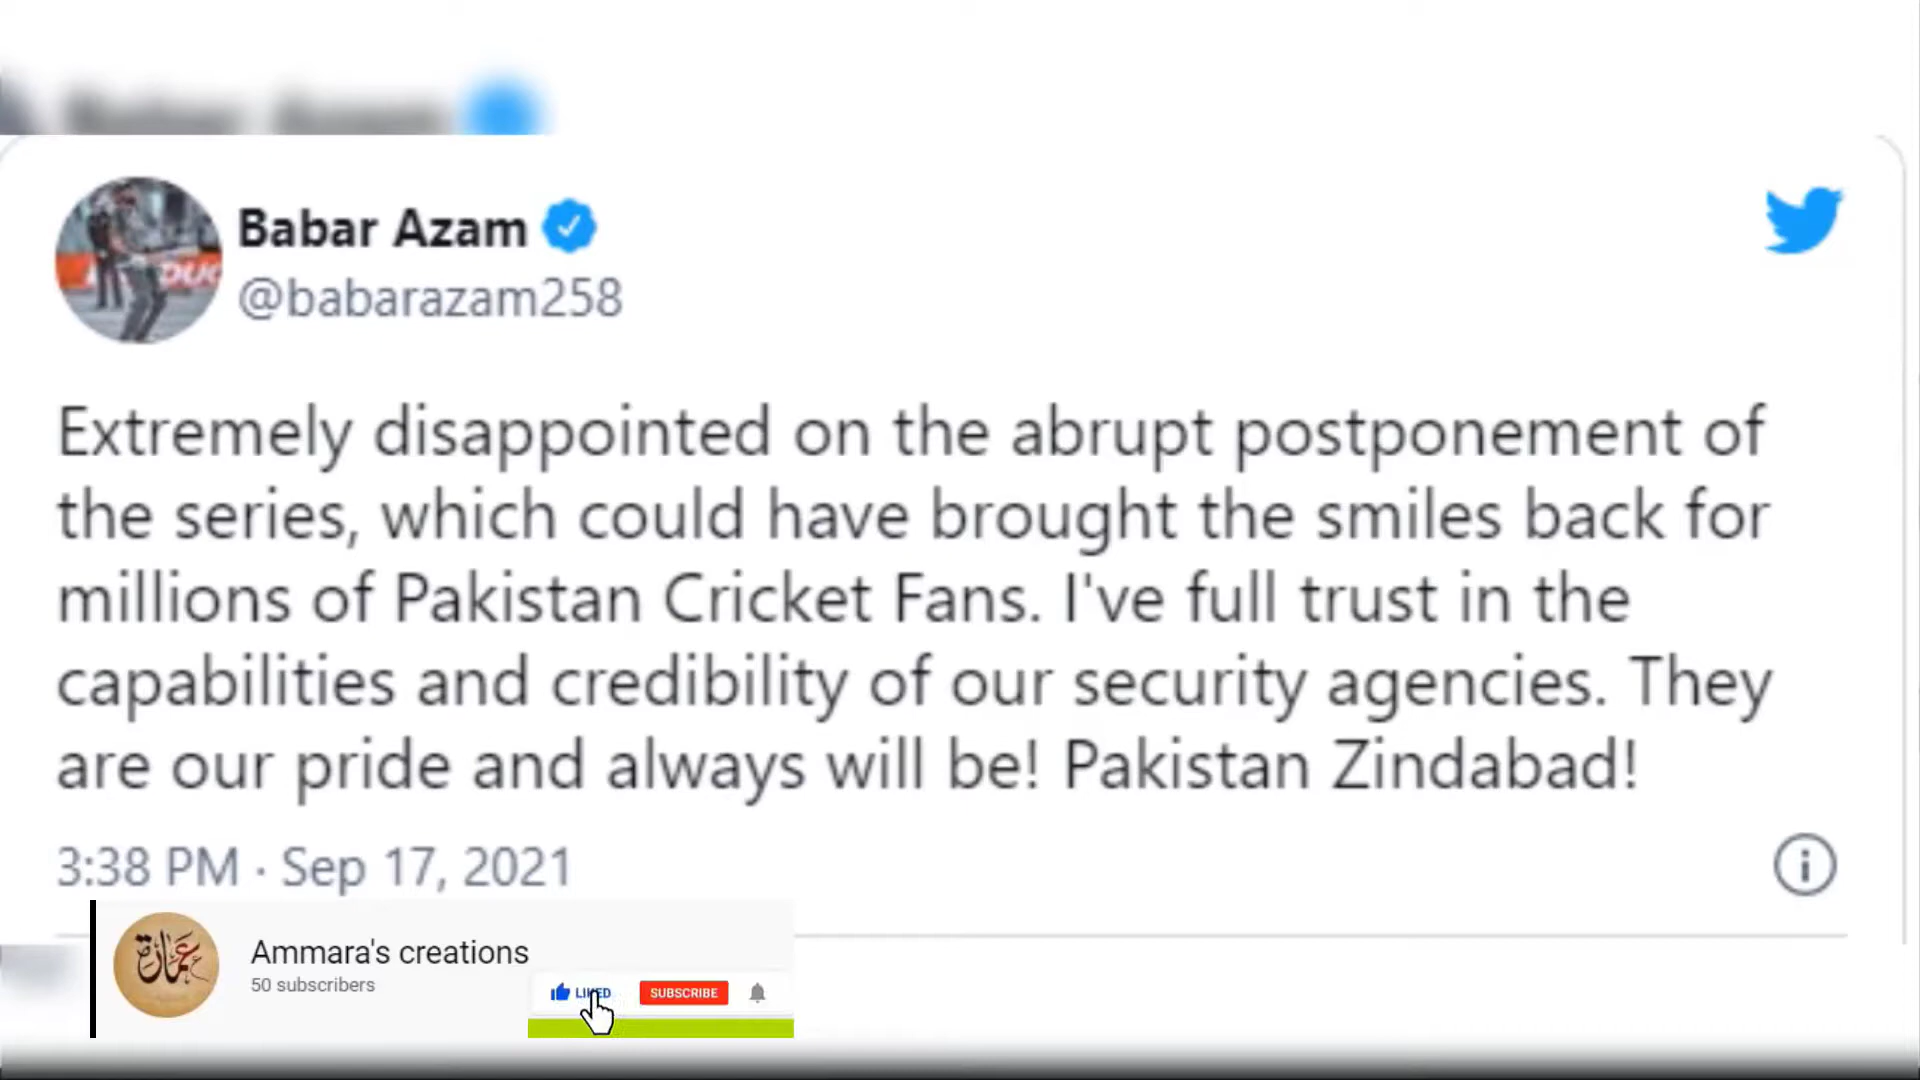 Babar Azam
@babarazam258
Extremely disappointed on the abrupt postponement of
the series, which could have brought the smiles back for
millions of Pakistan Cricket Fans. I've full trust in the
capabilities and credibility of our security agencies. They
are our pride and always will be! Pakistan Zindabad!
3:38 PM · Sep 17, 2021
عمارة
Ammara's creations
50 subscribers
LIKED SUBSCRIBE